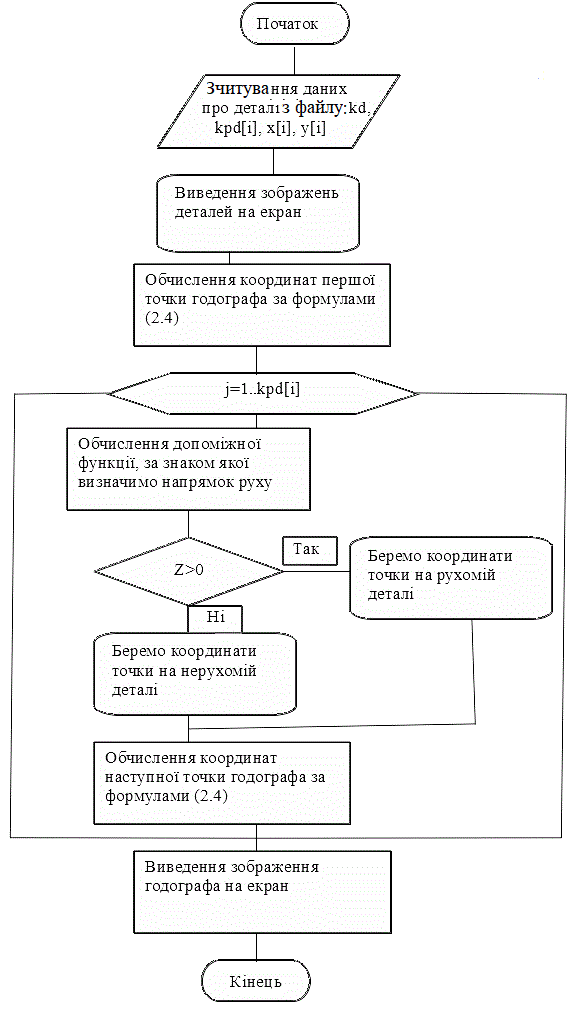 Початок
Зчитування даних
про деталі з файлу:kd,
kpd[i], x[i], y[i]
Виведення зображень
деталей на екран
Обчислення координат першої
точки годографа за формулами
(2.4)
j=1..kpd[i]
Обчислення допоміжної
функції, за знаком якої
визначимо напрямок руху
Z>0
Так
Беремо координати
точки на рухомій
деталі
Ні
Беремо координати
точки на нерухомій
деталі
Обчислення координат
наступної точки годографа за
формулами (2.4)
Виведення зображення
годографа на екран
Кінець